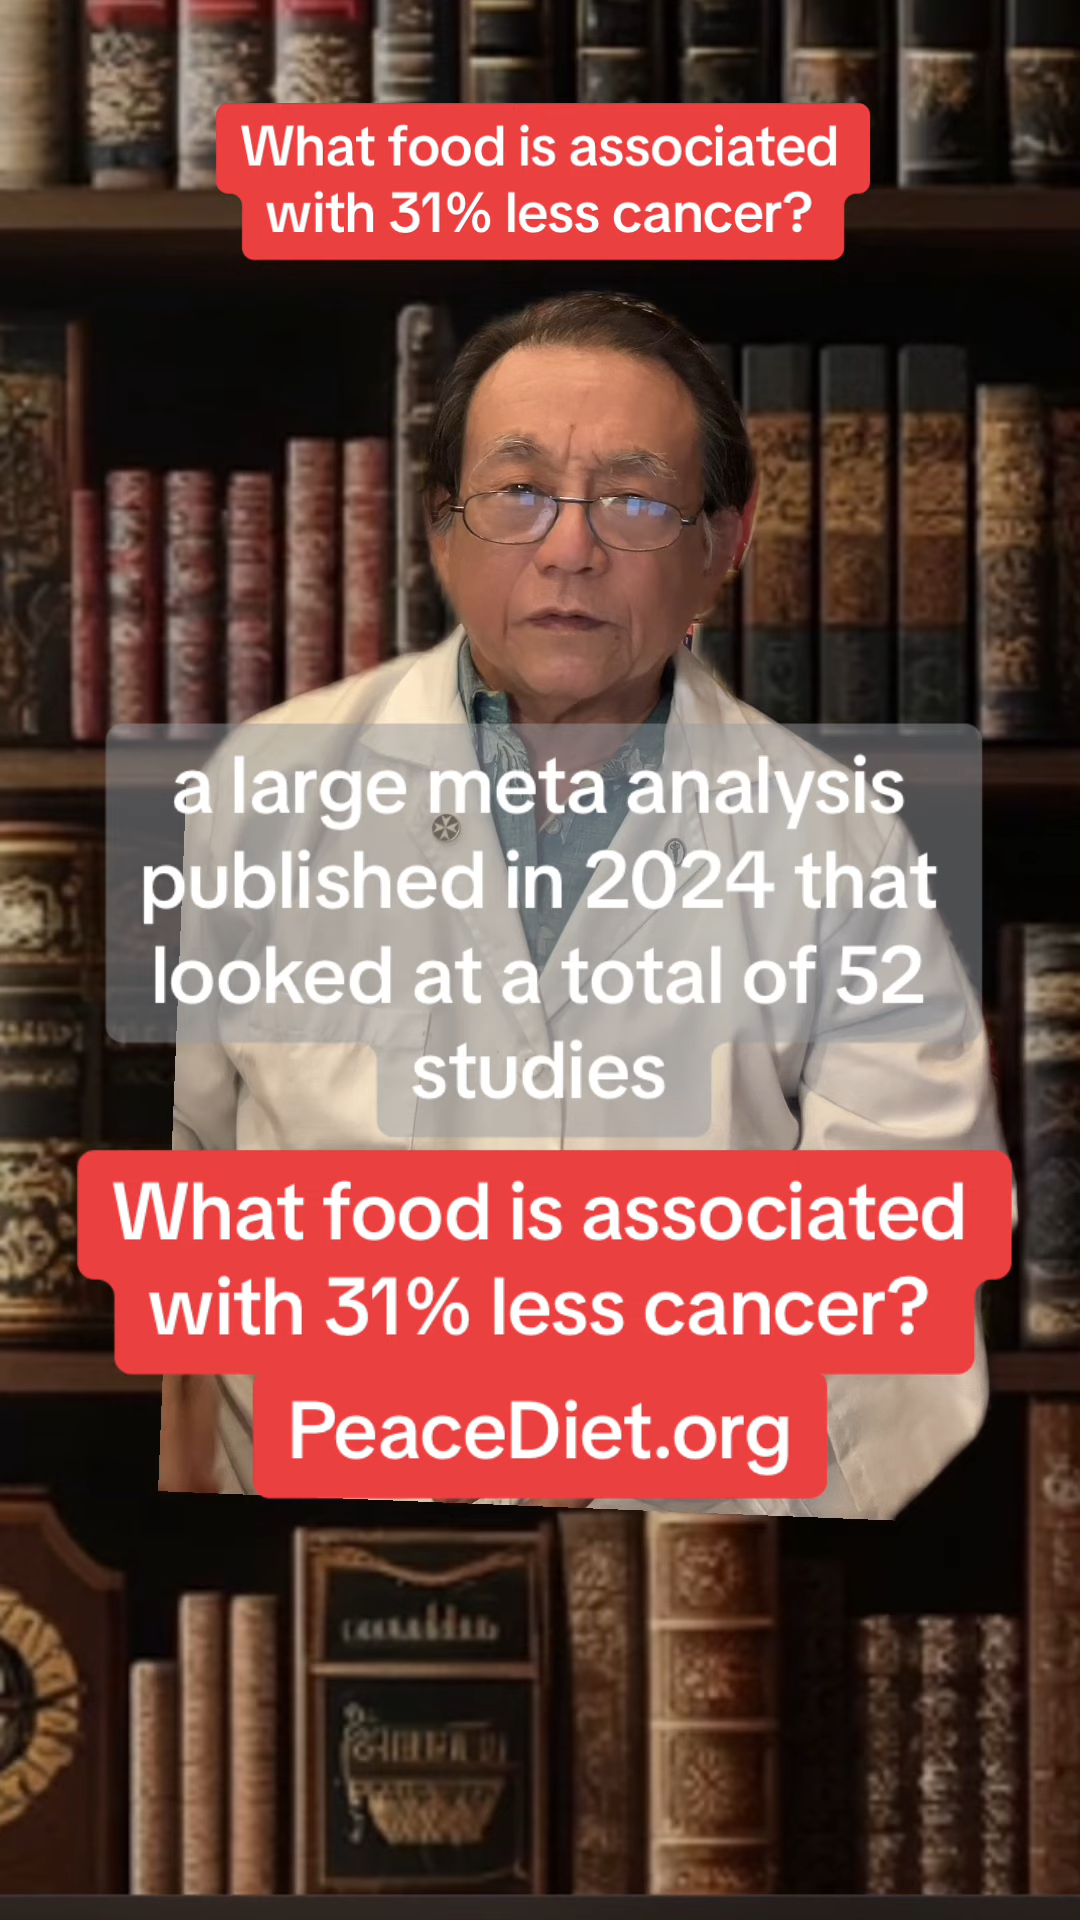 What food is associated
with 31% less cancer?
a large meta analysis
published in 2024 that
looked at a total of 52
studies
What food is associated
with 31% less cancer?
PeaceDiet.org